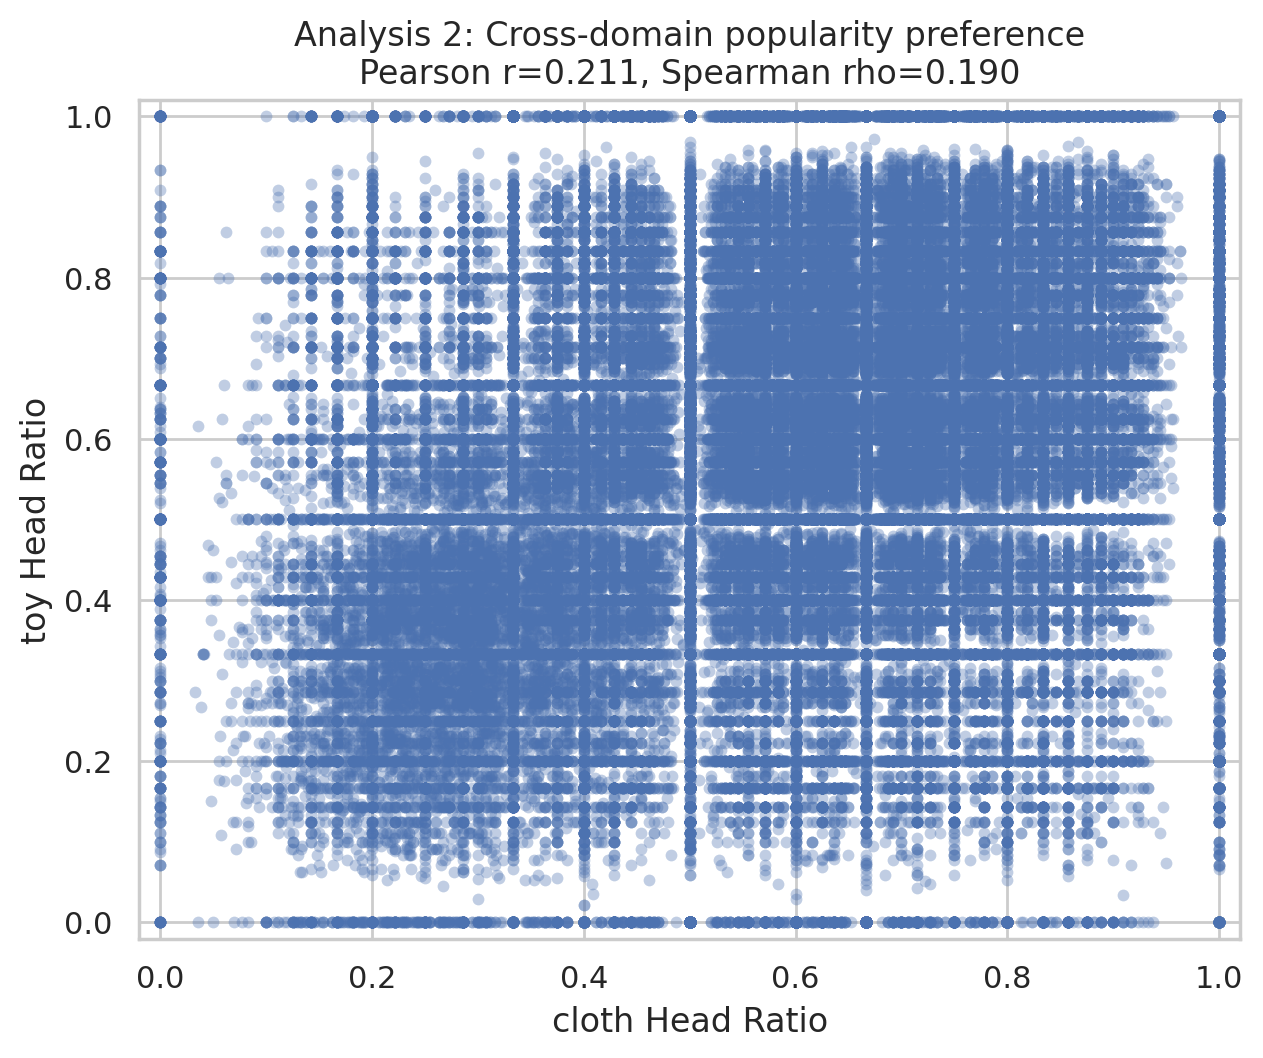 Analysis 2: Cross-domain popularity preference
Pearson r=0.211, Spearman rho=0.190
1.0
0.8
0.6
0.4
0.2
0.0
toy Head Ratio
0.0 0.2 0.4 0.6 0.8 1.0
cloth Head Ratio